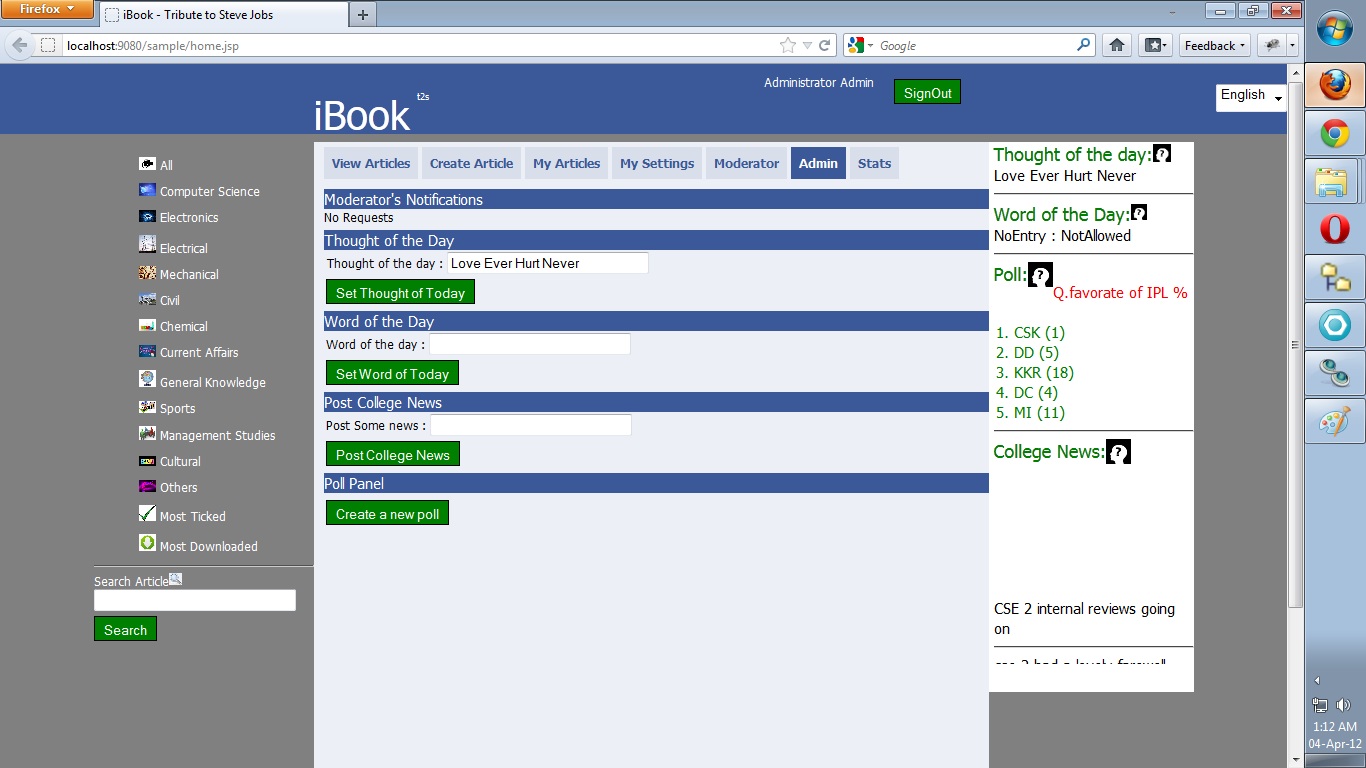 Firefox
iBook - Tribute to Steve Jobs
localhost:9080/sample/home.jsp
Google
Feedback
Administrator Admin
SignOut
English
iBook t2s
All
Computer Science
Electronics
Electrical
Mechanical
Civil
Chemical
Current Affairs
General Knowledge
Sports
Management Studies
Cultural
Others
Most Ticked
Most Downloaded
Search Article
Search
View Articles Create Article My Articles My Settings Moderator Admin Stats
Moderator's Notifications
No Requests
Thought of the Day
Thought of the day : Love Ever Hurt Never
Set Thought of Today
Word of the Day
Word of the day :
Set Word of Today
Post College News
Post Some news :
Post College News
Poll Panel
Create a new poll
Thought of the day:
Love Ever Hurt Never
Word of the Day:
NoEntry : NotAllowed
Poll:
Q.favorate of IPL %
1. CSK (1)
2. DD (5)
3. KKR (18)
4. DC (4)
5. MI (11)
College News:
CSE 2 internal reviews going
on
cse 2 had a lovely farewell
1:12 AM
04-Apr-12